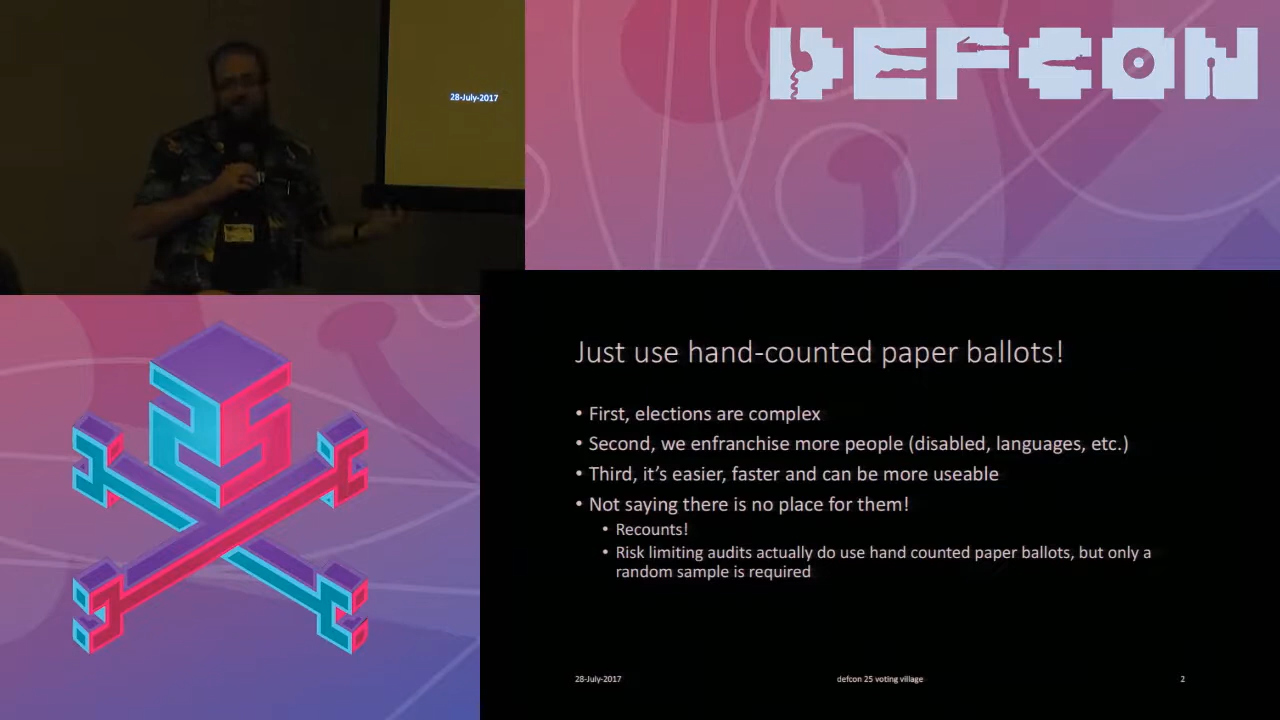 28-July-2017
DEFCON
25
Just use hand-counted paper ballots!
• First, elections are complex
• Second, we enfranchise more people (disabled, languages, etc.)
• Third, it's easier, faster and can be more useable
• Not saying there is no place for them!
• Recounts!
• Risk limiting audits actually do use hand counted paper ballots, but only a
random sample is required
28-July-2017 defcon 25 voting village 2